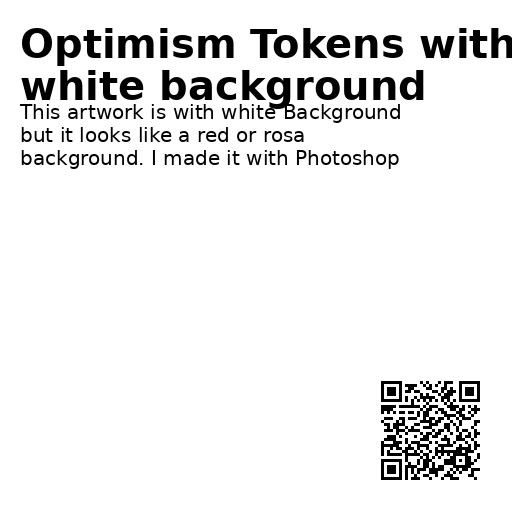 Optimism Tokens with
white background
This artwork is with white Background
but it looks like a red or rosa
background. I made it with Photoshop